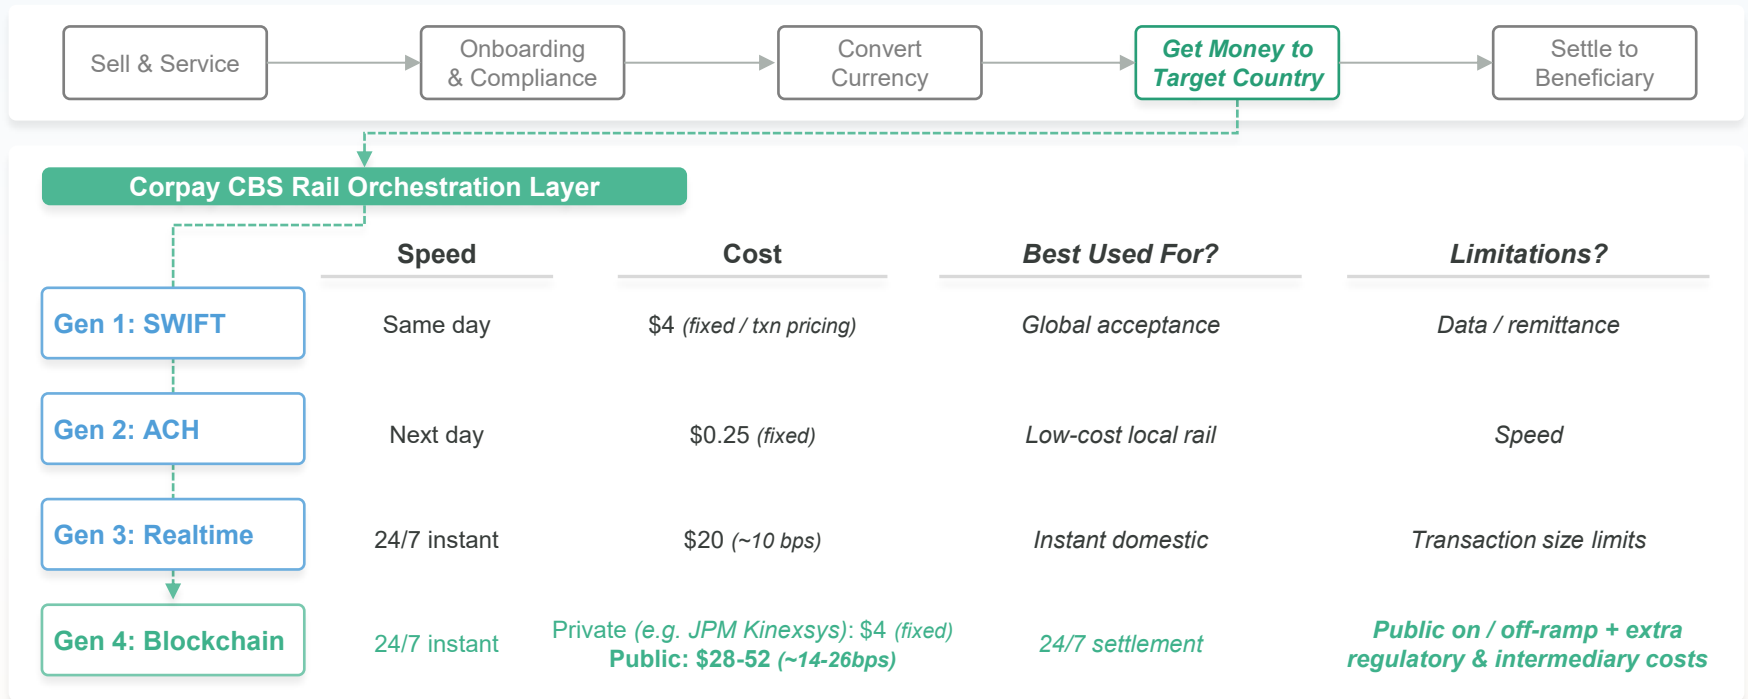 Sell & Service
Onboarding
& Compliance
Convert
Currency
Get Money to
Target Country
Settle to
Beneficiary
Corpay CBS Rail Orchestration Layer
Speed
Cost
Best Used For?
Limitations?
Gen 1: SWIFT
Same day
$4 (fixed / txn pricing)
Global acceptance
Data / remittance
Gen 2: ACH
Next day
$0.25 (fixed)
Low-cost local rail
Speed
Gen 3: Realtime
24/7 instant
$20 (~10 bps)
Instant domestic
Transaction size limits
Gen 4: Blockchain
24/7 instant
Private (e.g. JPM Kinexsys): $4 (fixed)
Public: $28-52 (~14-26bps)
24/7 settlement
Public on / off-ramp + extra
regulatory & intermediary costs